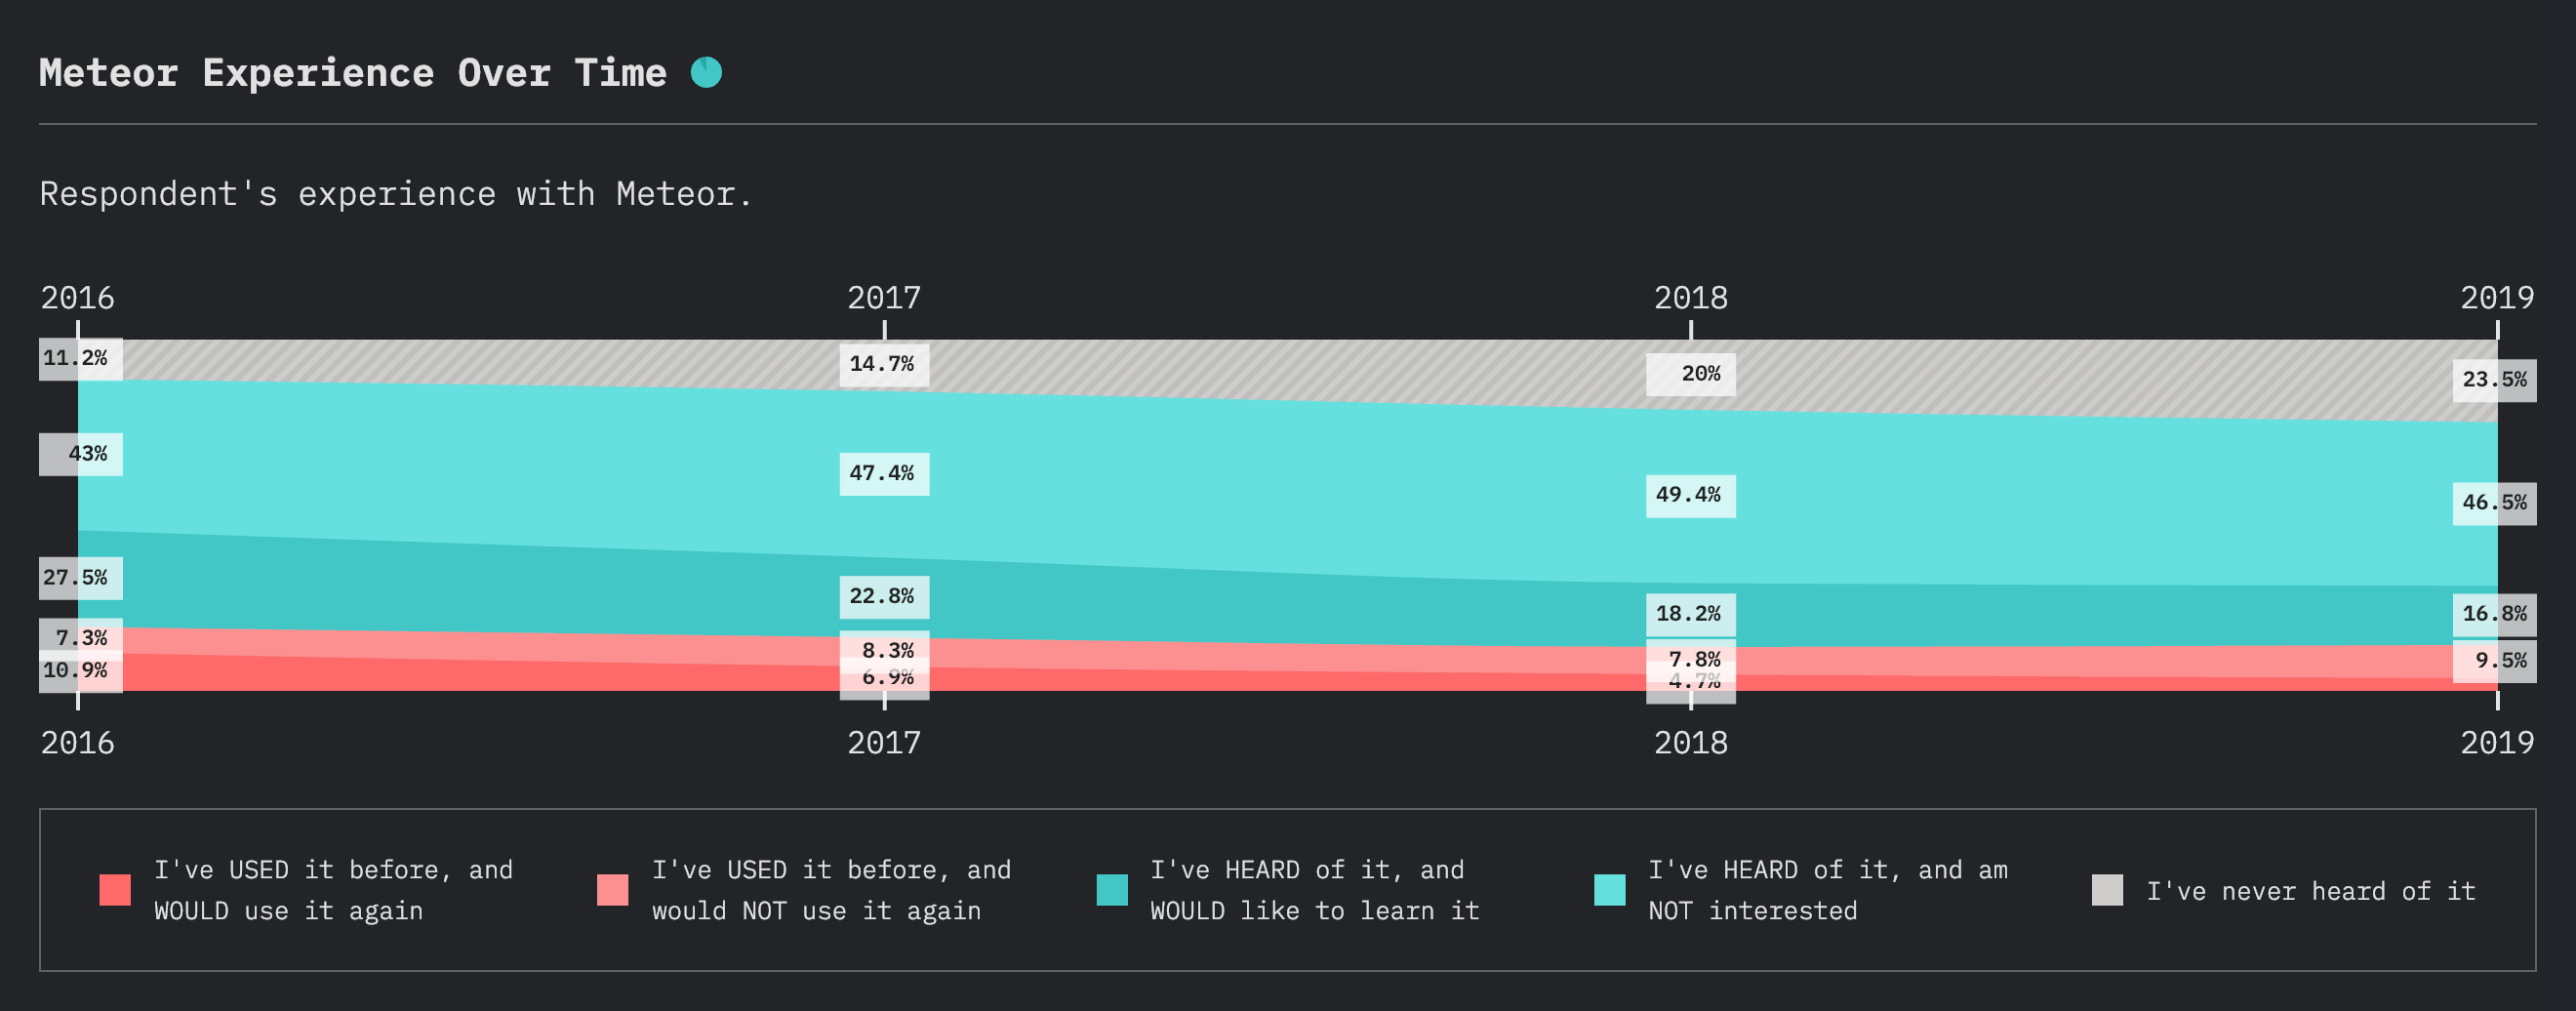 Meteor Experience Over Time
Respondent's experience with Meteor.
2016 2017 2018 2019
11.2% 14.7% 20% 23.5%
43% 47.4% 49.4% 46.5%
27.5% 22.8% 18.2% 16.8%
7.3% 8.3% 7.8% 9.5%
10.9% 6.9% 4.7%
2016 2017 2018 2019
I've USED it before, and
WOULD use it again
I've USED it before, and
would NOT use it again
I've HEARD of it, and
WOULD like to learn it
I've HEARD of it, and am
NOT interested
I've never heard of it